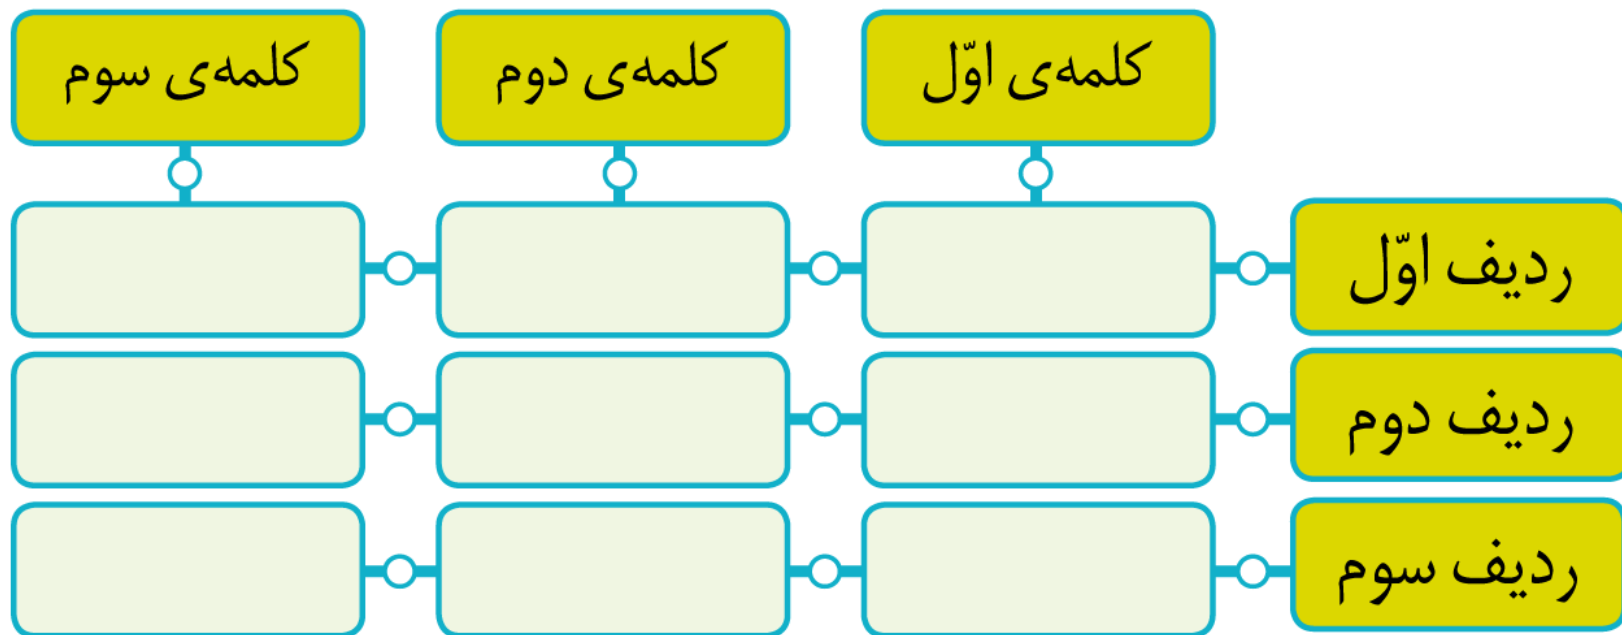 کلمه‌ی اوّل
کلمه‌ی دوم
کلمه‌ی سوم
ردیف اوّل
ردیف دوم
ردیف سوم